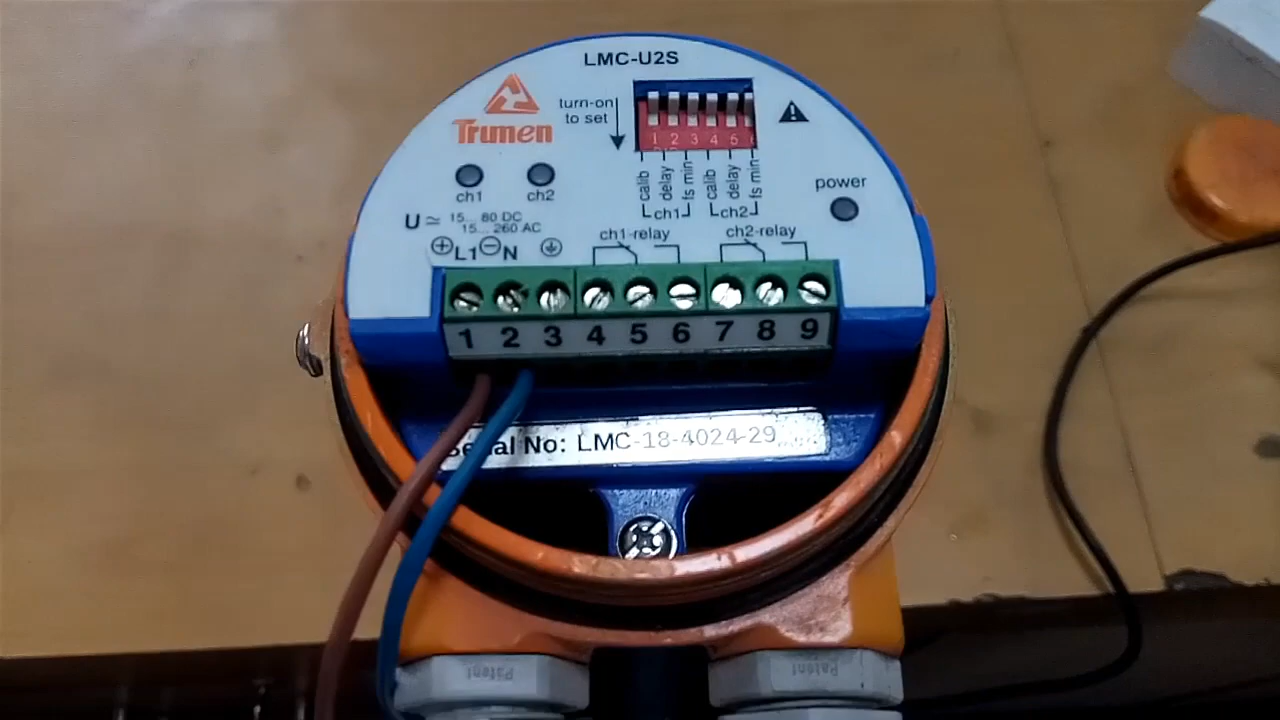 LMC-U2S
Trumen
turn-on
to set
1 2 3 4 5
calib delay fs min calib delay fs min
ch1 ch2
ch1 ch2
power
U≃ 15... 80 DC
15... 260 AC
+ L1 − N
ch1-relay ch2-relay
1 2 3 4 5 6 7 8 9
No: LMC-18-4024-29
Patent Patent